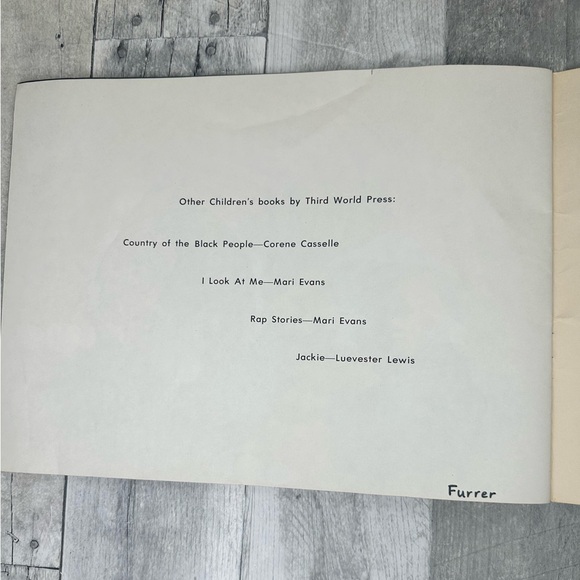 Other Children's books by Third World Press:
Country of the Black People—Corene Casselle
I Look At Me—Mari Evans
Rap Stories—Mari Evans
Jackie—Luevester Lewis
Furrer